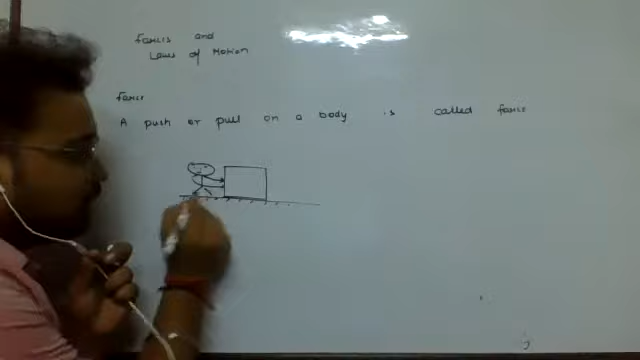 Forces and
Laws of Motion
Force
A push or pull on a body is called force